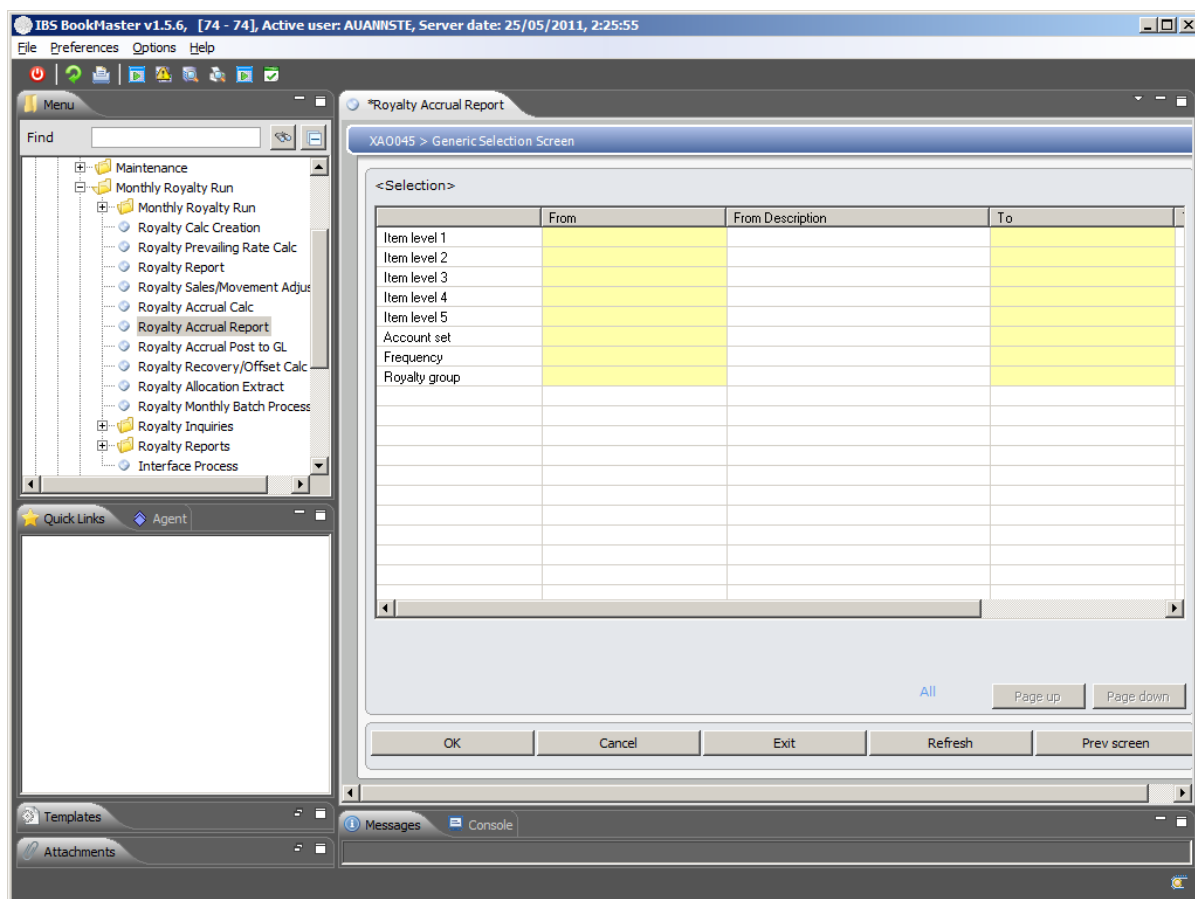 IBS BookMaster v1.5.6, [74 - 74], Active user: AUANNSTE, Server date: 25/05/2011, 2:25:55
File Preferences Options Help
Menu
Find
Maintenance
Monthly Royalty Run
Monthly Royalty Run
Royalty Calc Creation
Royalty Prevailing Rate Calc
Royalty Report
Royalty Sales/Movement Adjus
Royalty Accrual Calc
Royalty Accrual Report
Royalty Accrual Post to GL
Royalty Recovery/Offset Calc
Royalty Allocation Extract
Royalty Monthly Batch Process
Royalty Inquiries
Royalty Reports
Interface Process
Quick Links Agent
Templates
Attachments
*Royalty Accrual Report
XAO045 > Generic Selection Screen
<Selection>
From From Description To
Item level 1
Item level 2
Item level 3
Item level 4
Item level 5
Account set
Frequency
Royalty group
All Page up Page down
OK Cancel Exit Refresh Prev screen
Messages Console